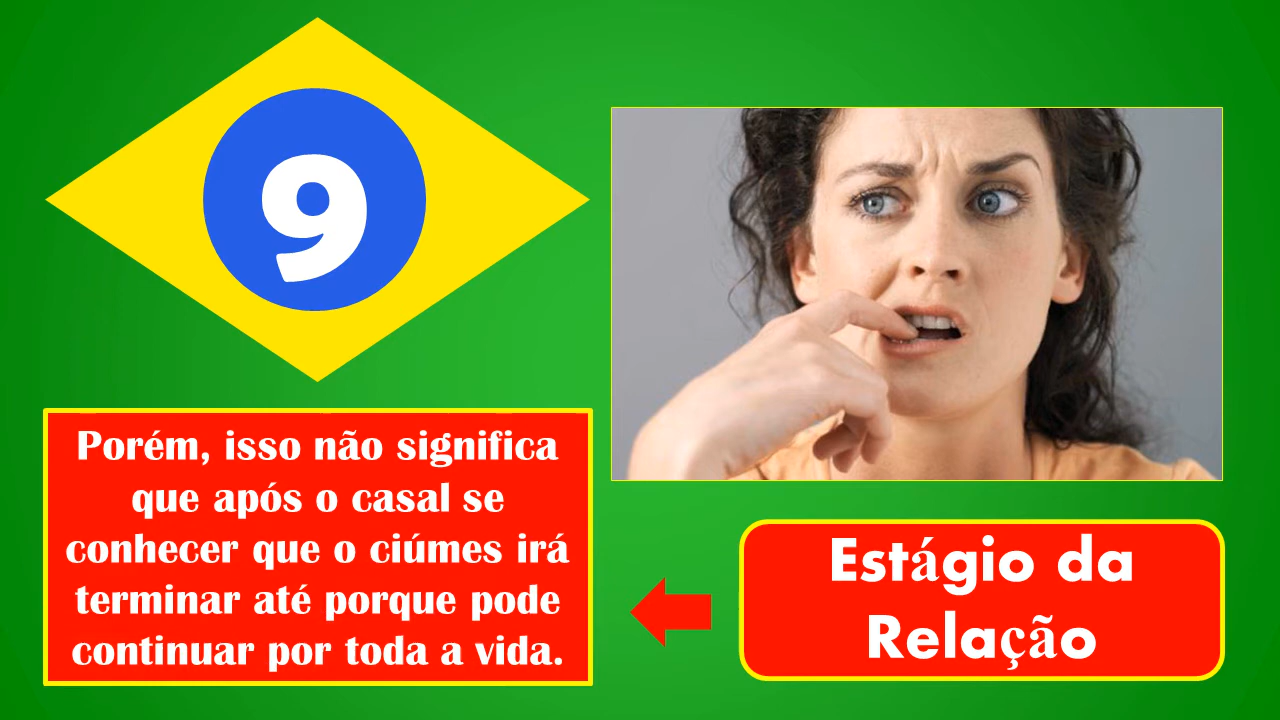 9
Porém, isso não significa
que após o casal se
conhecer que o ciúmes irá
terminar até porque pode
continuar por toda a vida.
Estágio da
Relação